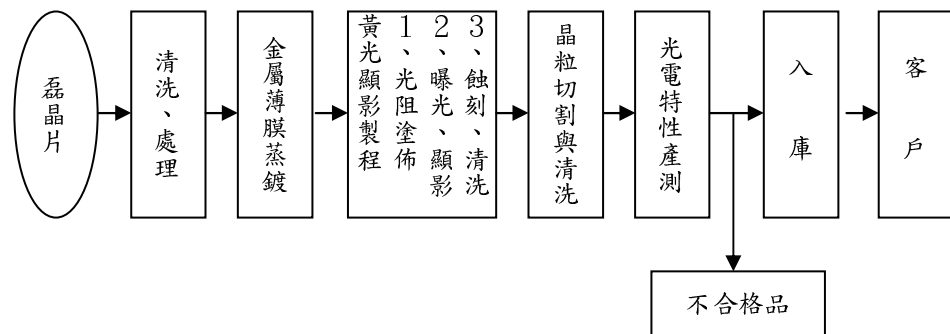 磊晶片
清洗、處理
金屬薄膜蒸鍍
黃光顯影製程
1、光阻塗佈
2、曝光、顯影
3、蝕刻、清洗
晶粒切割與清洗
光電特性產測
入庫
客戶
不合格品